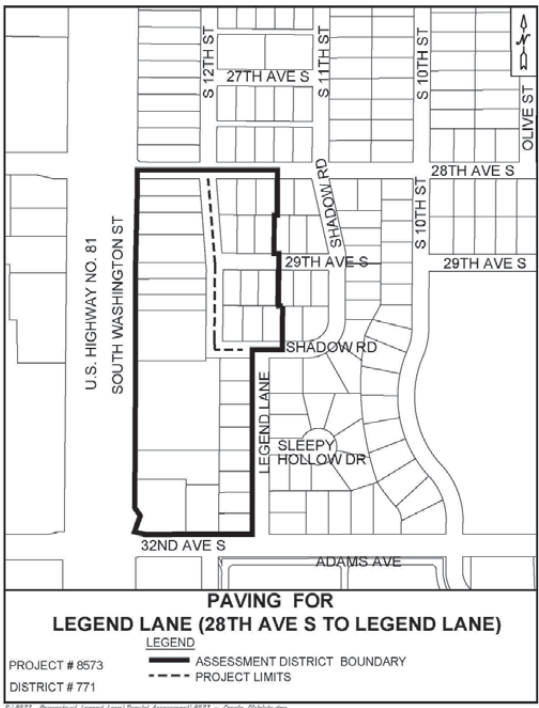 N
S 12TH ST
S 11TH ST
S 10TH ST
27TH AVE S
OLIVE ST
28TH AVE S
SHADOW RD
S 10TH ST
U.S. HIGHWAY NO. 81
SOUTH WASHINGTON ST
29TH AVE S
29TH AVE S
SHADOW RD
LEGEND LANE
SLEEPY
HOLLOW DR
32ND AVE S
ADAMS AVE
PAVING FOR
LEGEND LANE (28TH AVE S TO LEGEND LANE)
LEGEND
ASSESSMENT DISTRICT BOUNDARY
PROJECT LIMITS
PROJECT # 8573
DISTRICT # 771